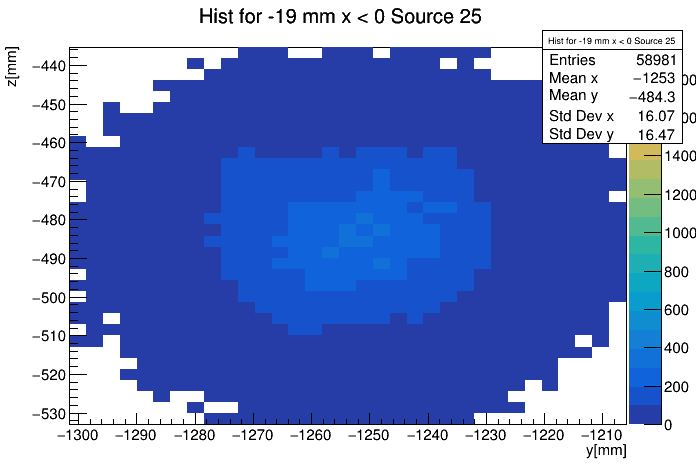 Hist for -19 mm x < 0 Source 25
Hist for -19 mm x < 0 Source 25
Entries 58981
Mean x −1253
Mean y −484.3
Std Dev x 16.07
Std Dev y 16.47
z[mm]
−440
−450
−460
−470
−480
−490
−500
−510
−520
−530
−1300 −1290 −1280 −1270 −1260 −1250 −1240 −1230 −1220 −1210
y[mm]
1400
1200
1000
800
600
400
200
0